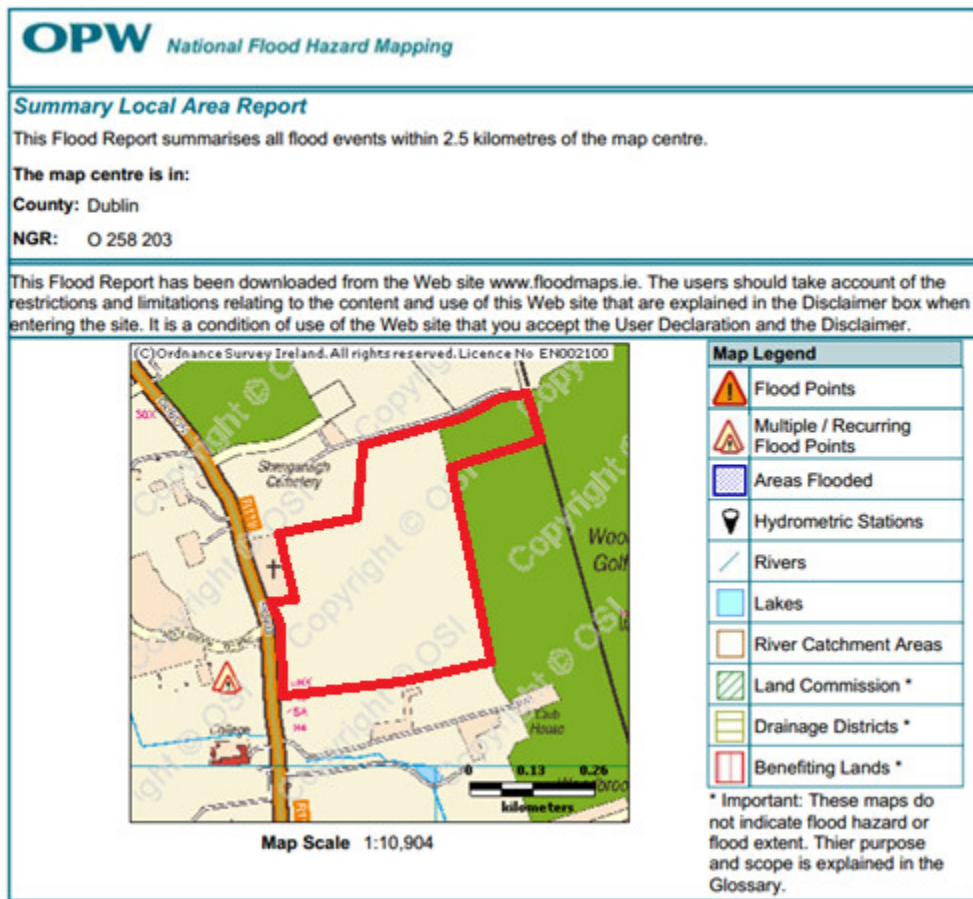 OPW National Flood Hazard Mapping
Summary Local Area Report
This Flood Report summarises all flood events within 2.5 kilometres of the map centre.
The map centre is in:
County: Dublin
NGR: O 258 203
This Flood Report has been downloaded from the Web site www.floodmaps.ie. The users should take account of the
restrictions and limitations relating to the content and use of this Web site that are explained in the Disclaimer box when
entering the site. It is a condition of use of the Web site that you accept the User Declaration and the Disclaimer.
(C)Ordnance Survey Ireland. All rights reserved. Licence No EN002100
Copyright © OSI
Cemetery
Golf
College
Club
House
0 0.13 0.26
kilometers
Map Scale 1:10,904
Map Legend
Flood Points
Multiple / Recurring
Flood Points
Areas Flooded
Hydrometric Stations
Rivers
Lakes
River Catchment Areas
Land Commission *
Drainage Districts *
Benefiting Lands *
* Important: These maps do
not indicate flood hazard or
flood extent. Thier purpose
and scope is explained in the
Glossary.